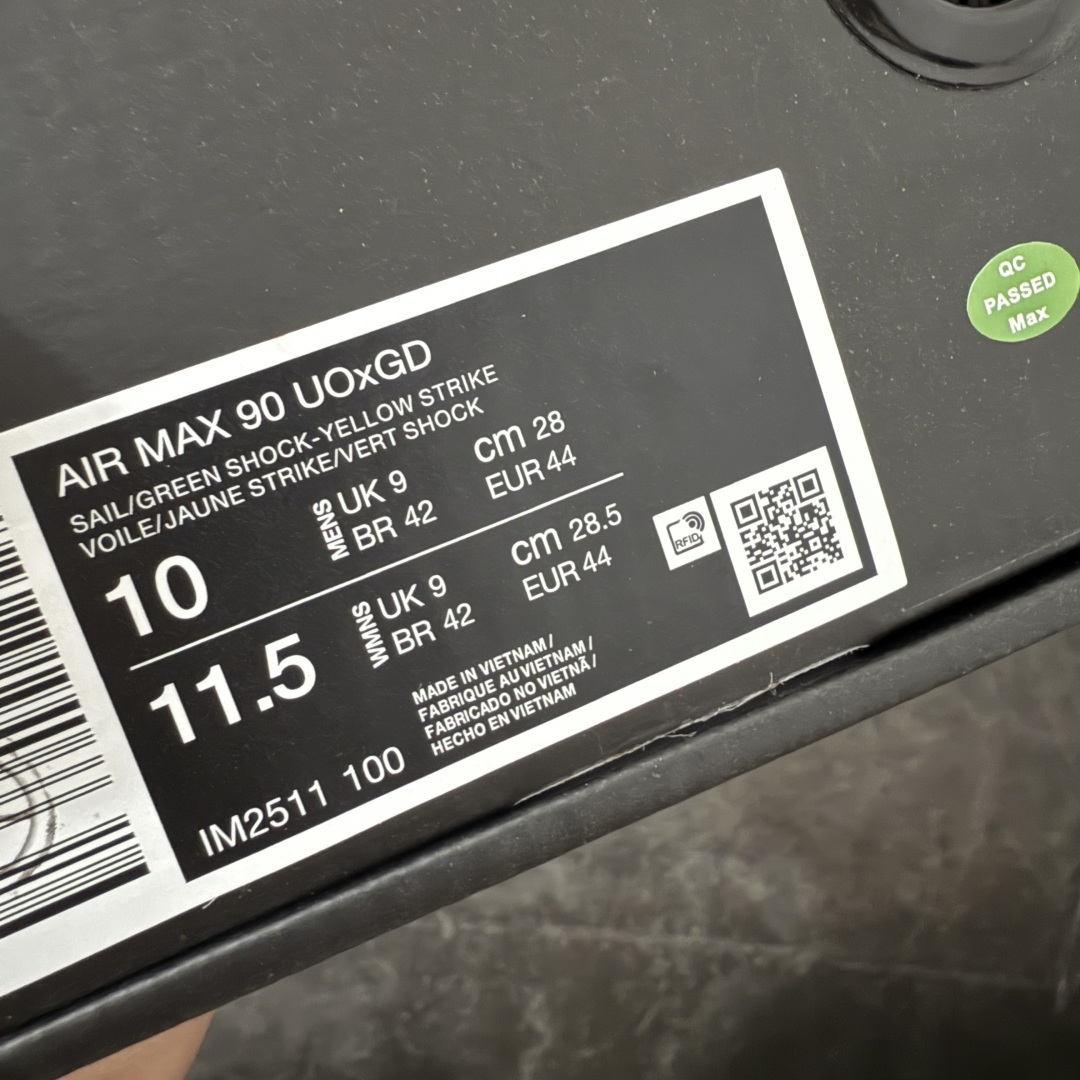 AIR MAX 90 UOxGD
SAIL/GREEN SHOCK-YELLOW STRIKE
VOILE/JAUNE STRIKE/VERT SHOCK
10
MENS
UK 9
BR 42
cm 28
EUR 44
11.5
WMNS
UK 9
BR 42
cm 28.5
EUR 44
MADE IN VIETNAM/
FABRIQUE AU VIETNAM/
FABRICADO NO VIETNÃ/
HECHO EN VIETNAM
IM2511 100
RFID
QC
PASSED
Max